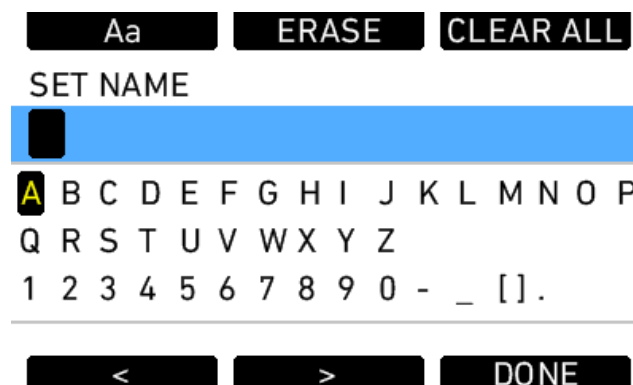 Aa ERASE CLEAR ALL
SET NAME
A B C D E F G H I J K L M N O P
Q R S T U V W X Y Z
1 2 3 4 5 6 7 8 9 0 - _ [ ] .
< > DONE